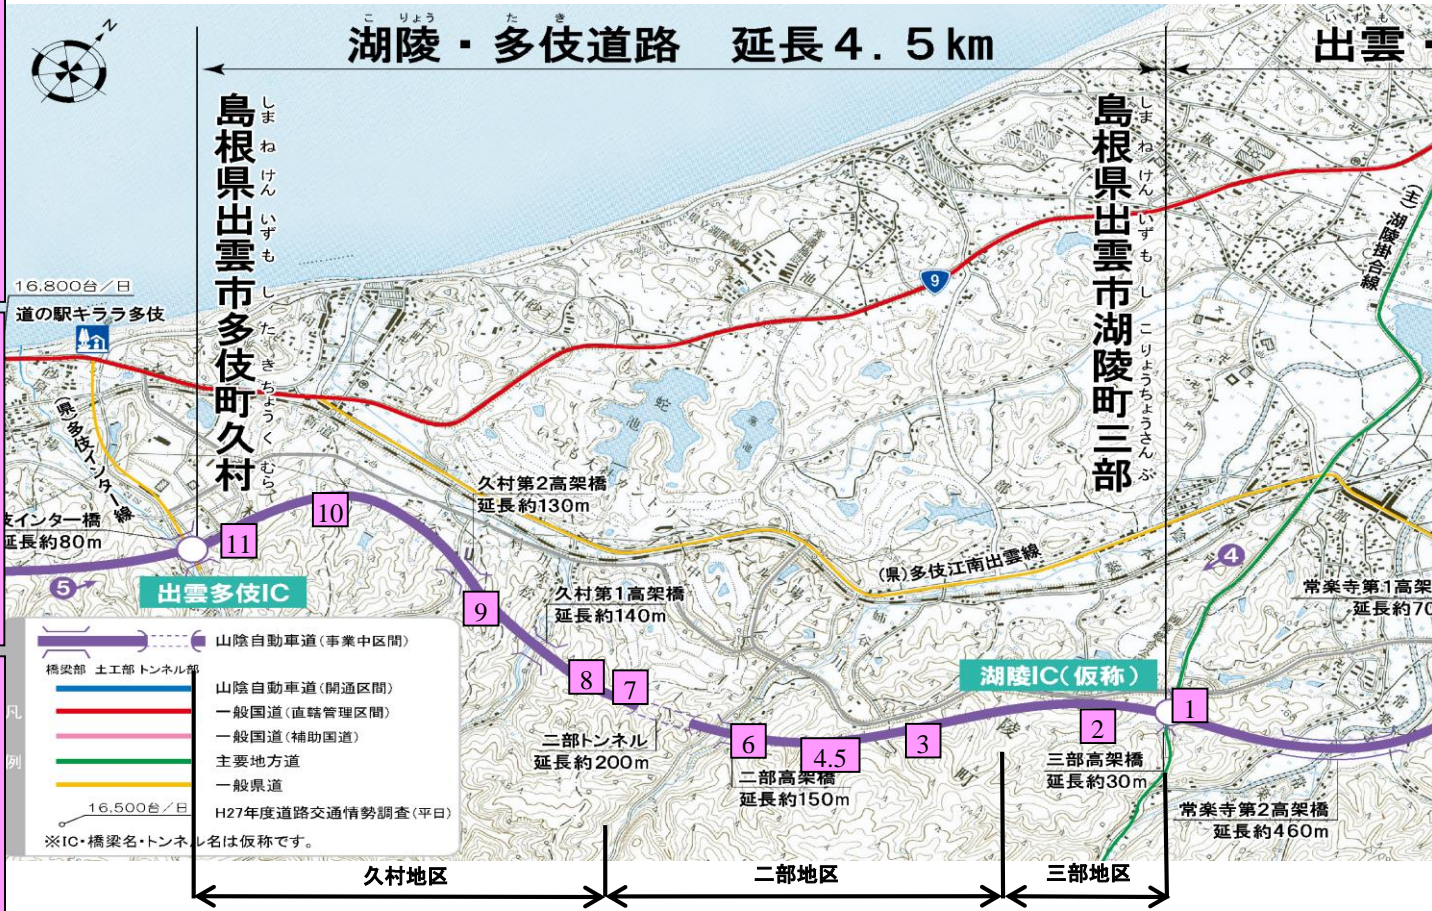 N
こりょう たき
湖陵・多伎道路 延長4.5km
いずも
出雲・
しまねけんいずもしたきちょうくむら
島根県出雲市多伎町久村
しまねけんいずもしこりょうちょうさんぶ
島根県出雲市湖陵町三部
(主)湖陵掛合線
16,800台/日
道の駅キララ多伎
9
大池
蛇池
(県)多伎インター線
久村第2高架橋
延長約130m
伎インター橋
延長約80m
10
11
5
出雲多伎IC
(県)多伎江南出雲線
4
久村第1高架橋
延長約140m
常楽寺第1高架
延長約70
9
8
7
湖陵IC(仮称)
1
2
3
4.5
6
二部トンネル
延長約200m
二部高架橋
延長約150m
三部高架橋
延長約30m
常楽寺第2高架橋
延長約460m
凡例
山陰自動車道(事業中区間)
橋梁部 土工部 トンネル部
山陰自動車道(開通区間)
一般国道(直轄管理区間)
一般国道(補助国道)
主要地方道
一般県道
16,500台/日
H27年度道路交通情勢調査(平日)
※IC・橋梁名・トンネル名は仮称です。
久村地区
二部地区
三部地区